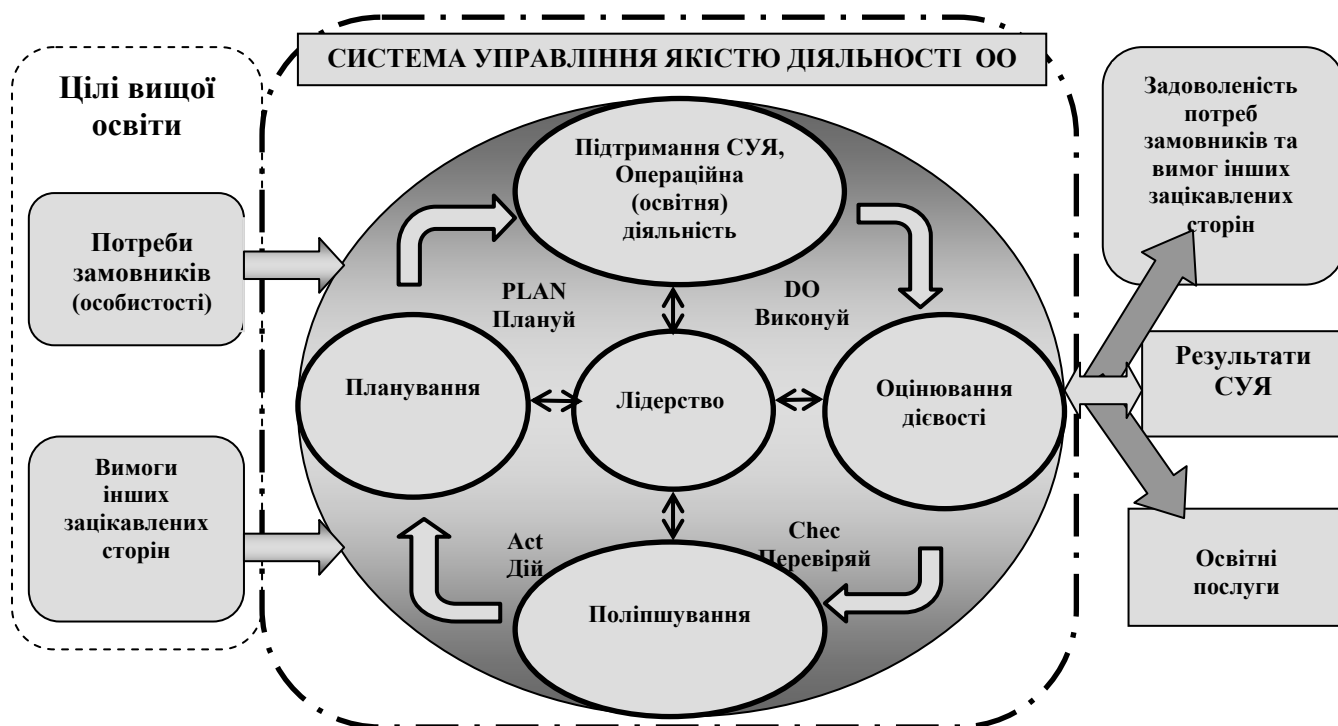 СИСТЕМА УПРАВЛІННЯ ЯКІСТЮ ДІЯЛЬНОСТІ ОО
Цілі вищої
освіти
Потреби
замовників
(особистості)
Вимоги
інших
зацікавлених
сторін
Підтримання СУЯ,
Операційна
(освітня)
діяльність
PLAN
Плануй
DO
Виконуй
Планування
Лідерство
Оцінювання
дієвості
Act
Дій
Chec
Перевіряй
Поліпшування
Задоволеність
потреб
замовників та
вимог інших
зацікавлених
сторін
Результати
СУЯ
Освітні
послуги